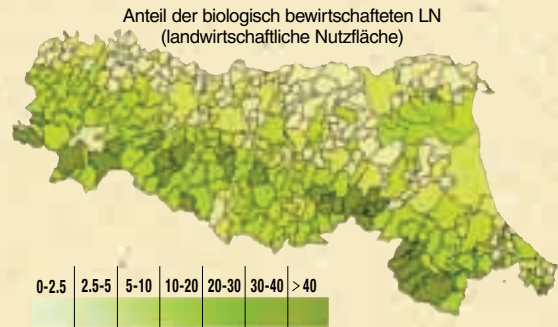 Anteil der biologisch bewirtschafteten LN
(landwirtschaftliche Nutzfläche)
0-2.5 2.5-5 5-10 10-20 20-30 30-40 >40